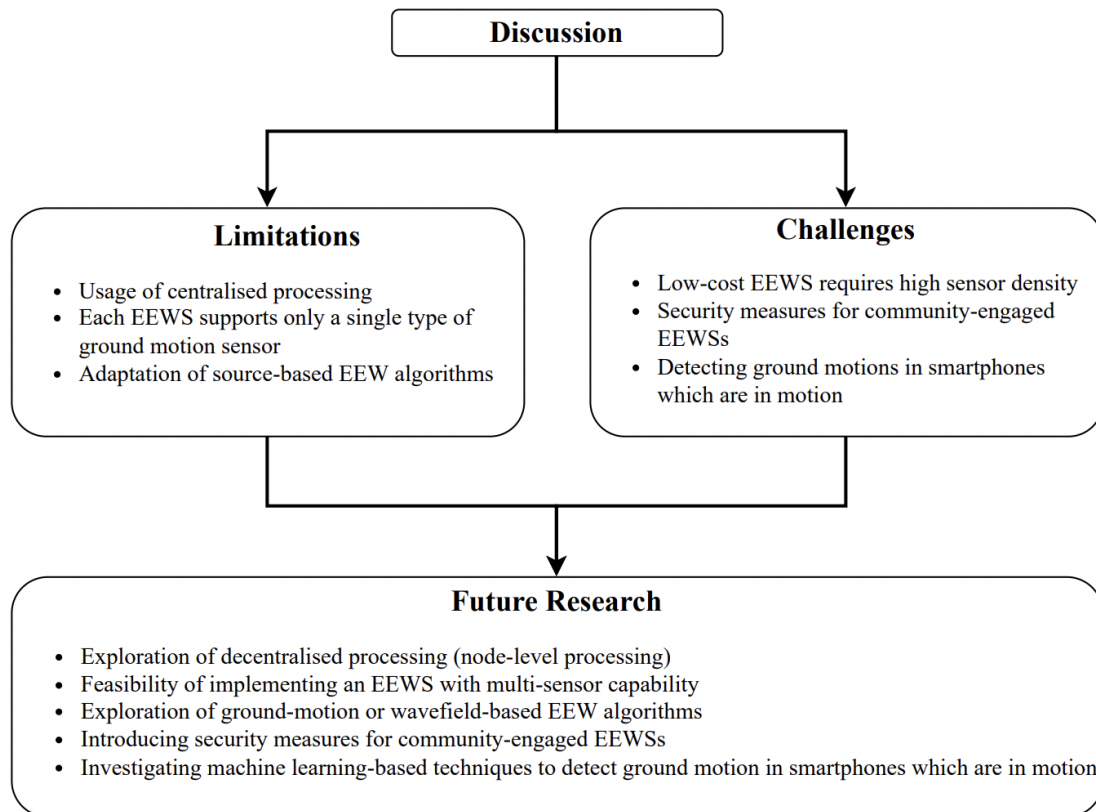 Discussion
Limitations
• Usage of centralised processing
• Each EEWS supports only a single type of
ground motion sensor
• Adaptation of source-based EEW algorithms
Challenges
• Low-cost EEWS requires high sensor density
• Security measures for community-engaged
EEWSs
• Detecting ground motions in smartphones
which are in motion
Future Research
• Exploration of decentralised processing (node-level processing)
• Feasibility of implementing an EEWS with multi-sensor capability
• Exploration of ground-motion or wavefield-based EEW algorithms
• Introducing security measures for community-engaged EEWSs
• Investigating machine learning-based techniques to detect ground motion in smartphones which are in motion